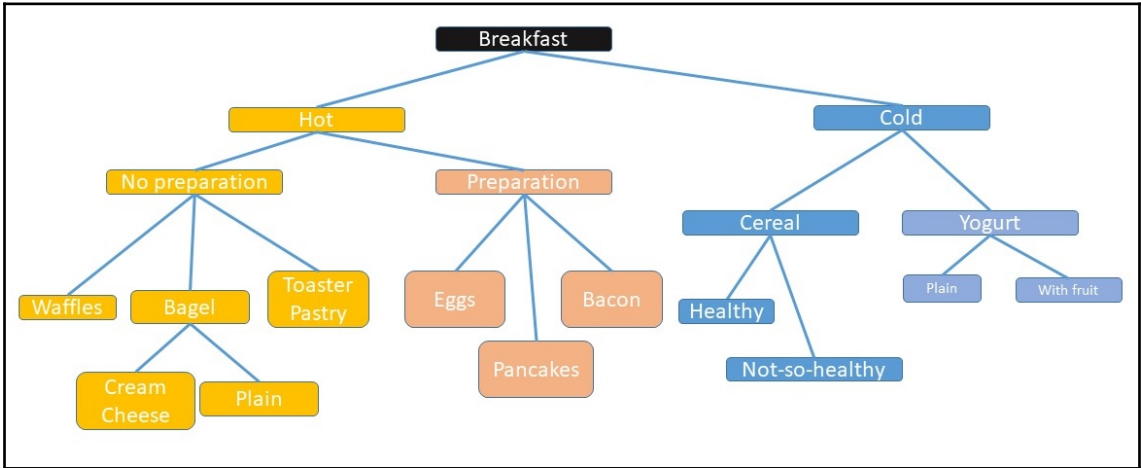 Breakfast
Hot
Cold
No preparation
Preparation
Cereal
Yogurt
Waffles
Bagel
Toaster
Pastry
Eggs
Bacon
Pancakes
Healthy
Not-so-healthy
Plain
With fruit
Cream
Cheese
Plain